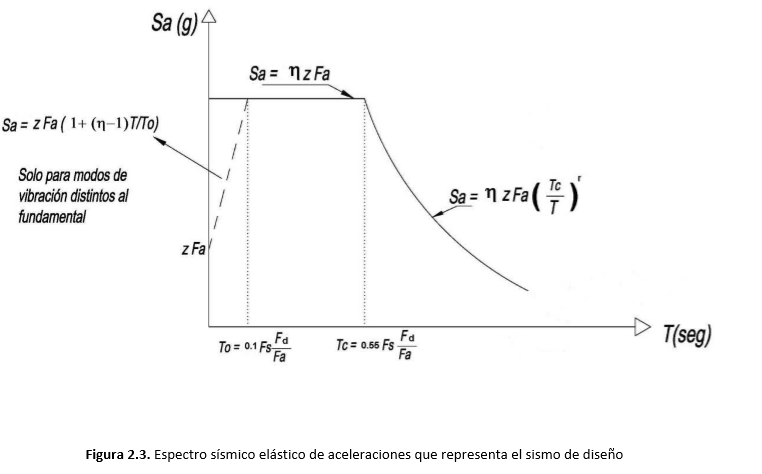 Sa (g)
Sa = η z Fa
Sa = z Fa ( 1+ (η−1)T/To)
Solo para modos de
vibración distintos al
fundamental
Sa = η z Fa ( Tc / T ) r
z Fa
To = 0.1 Fs Fd / Fa
Tc = 0.55 Fs Fd / Fa
T(seg)
Figura 2.3. Espectro sísmico elástico de aceleraciones que representa el sismo de diseño